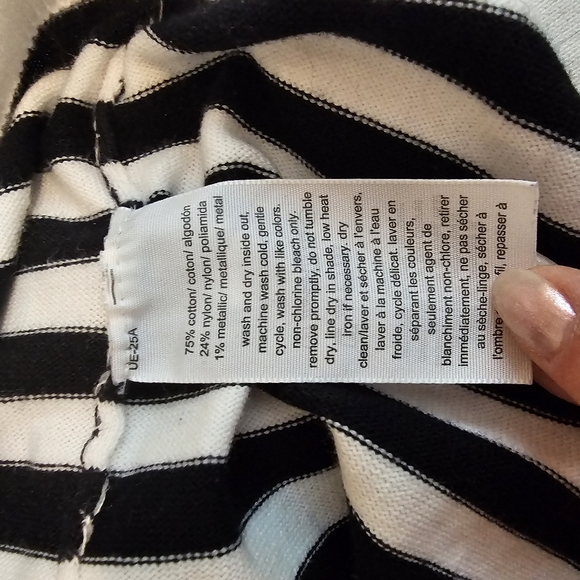 UE-25A
75% cotton/ coton/ algodón
24% nylon/ nylon/ poliamida
1% metallic/ metallique/ metal
wash and dry inside out,
machine wash cold, gentle
cycle, wash with like colors.
non-chlorine bleach only.
remove promptly, do not tumble
dry, line dry in shade, low heat
iron if necessary. dry
clean/laver et sécher à l'envers,
laver à la machine à l'eau
froide, cycle délicat. laver en
séparant les couleurs,
seulement agent de
blanchiment non-chlore, retirer
immédiatement, ne pas sécher
au sèche-linge, sécher à
l'ombre fil, repasser à